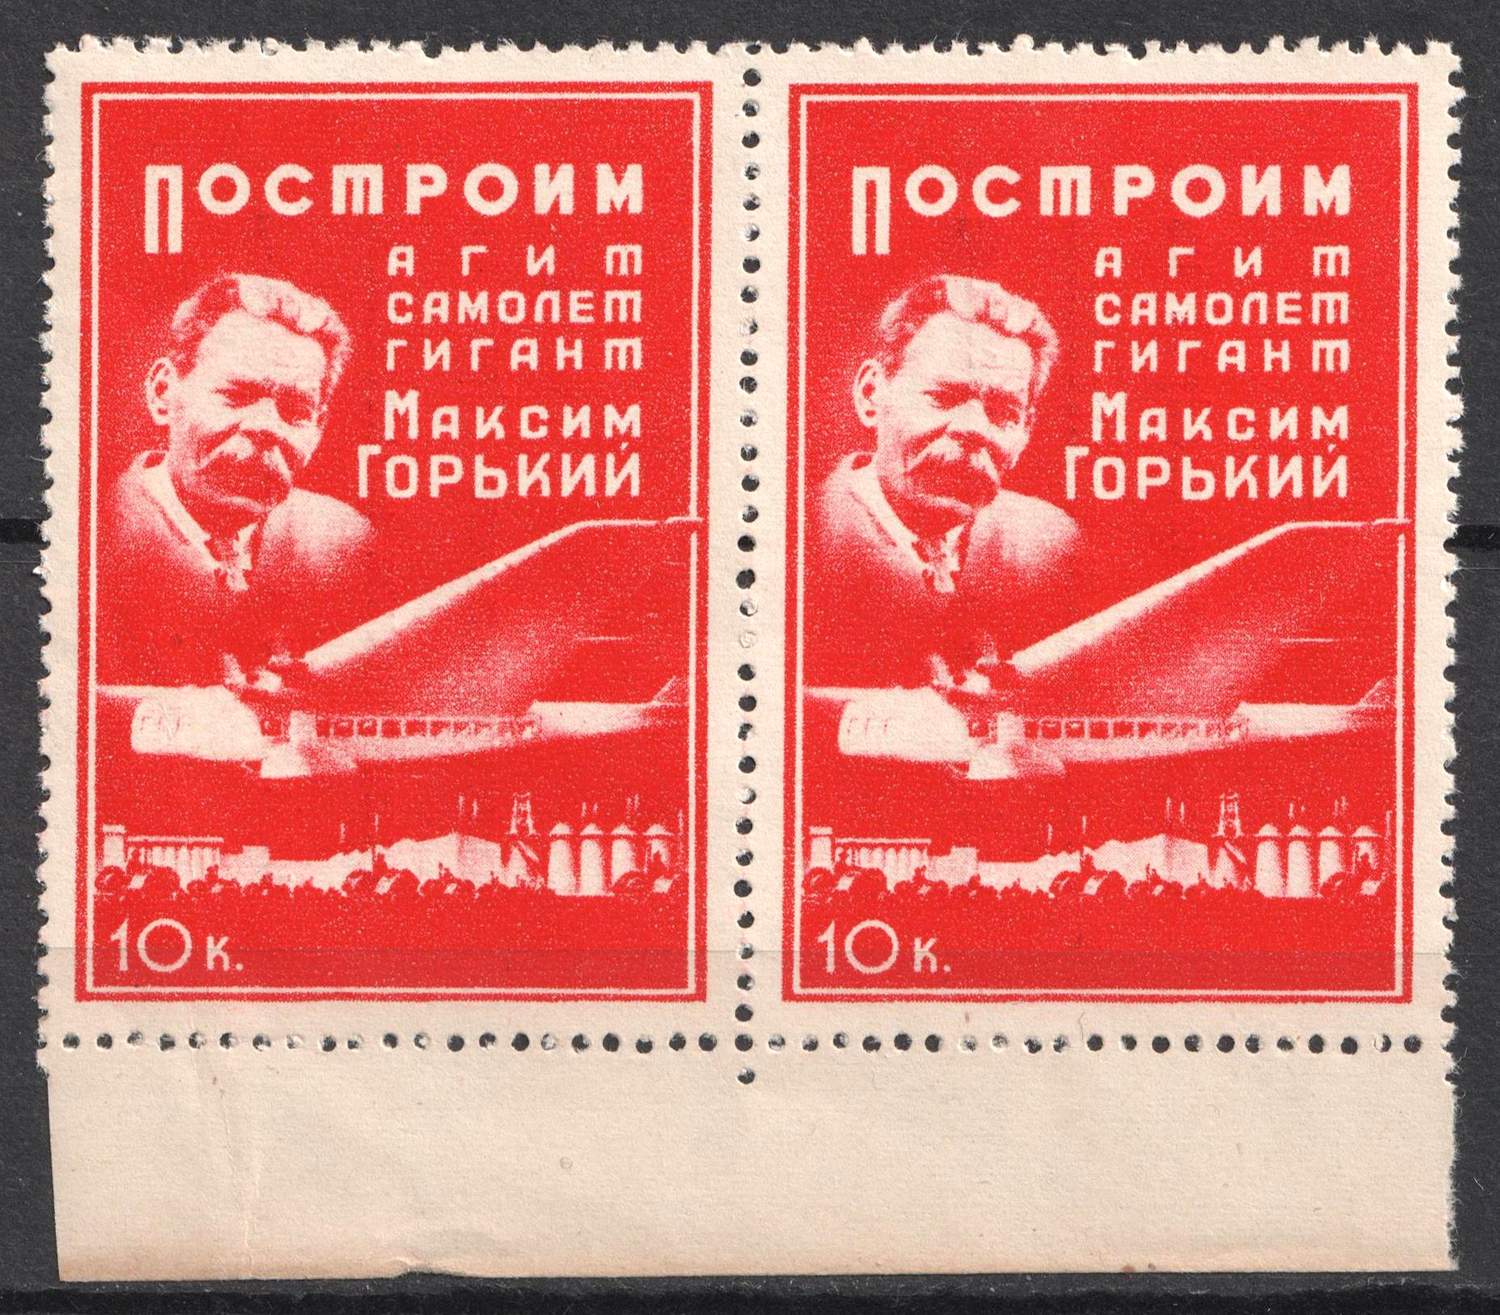 Построим
агит
самолет
гигант
Максим
Горький
10 к.
Построим
агит
самолет
гигант
Максим
Горький
10 к.